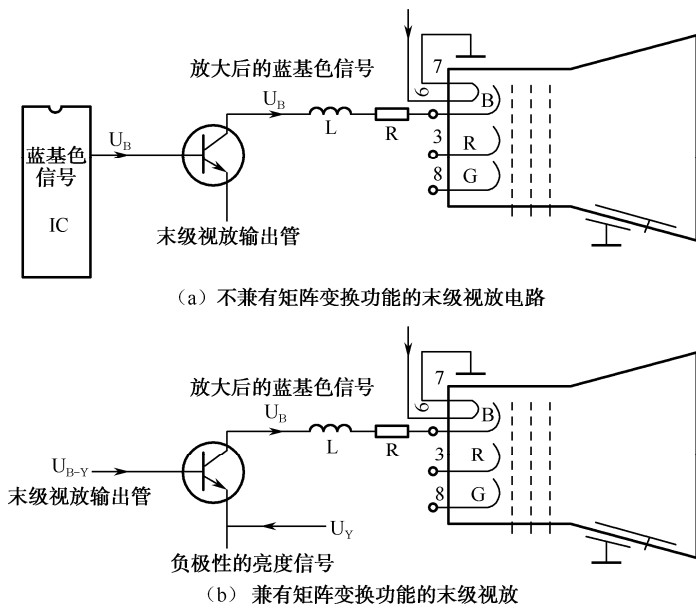 放大后的蓝基色信号
7
6
U_B
B
L
R
蓝基色
信号
IC
U_B
3
R
8
G
末级视放输出管
(a) 不兼有矩阵变换功能的末级视放电路
放大后的蓝基色信号
7
6
U_B
B
L
R
U_B-Y
末级视放输出管
3
R
8
G
U_Y
负极性的亮度信号
(b) 兼有矩阵变换功能的末级视放